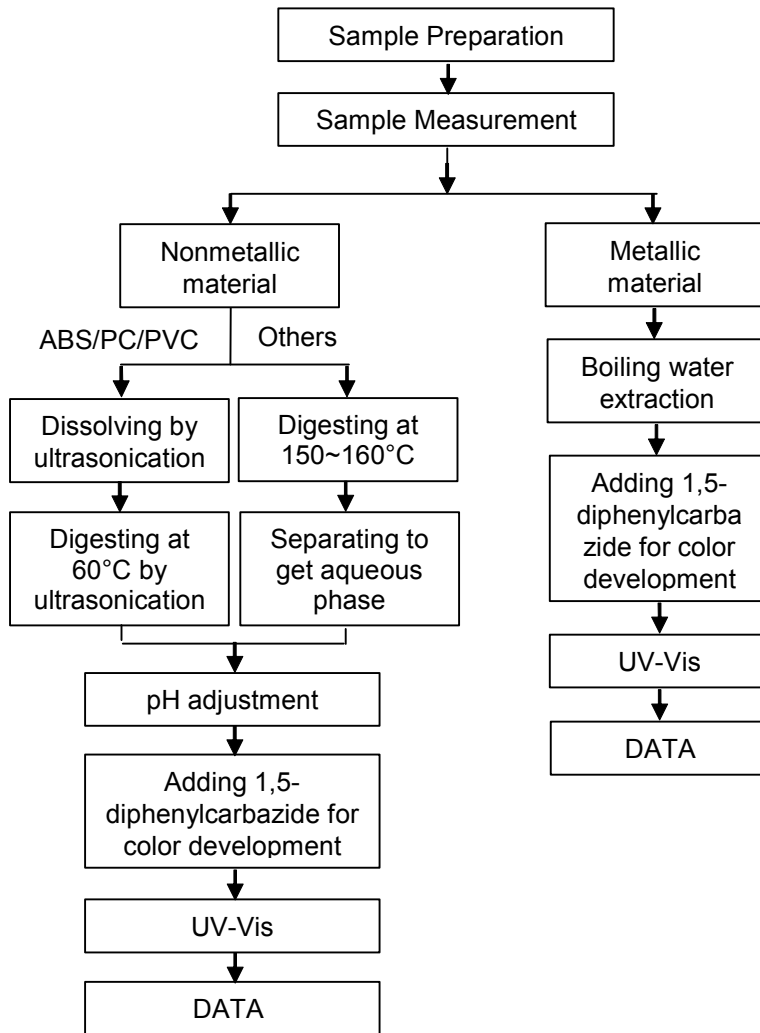 Sample Preparation
Sample Measurement
Nonmetallic
material
Metallic
material
ABS/PC/PVC
Others
Dissolving by
ultrasonication
Digesting at
150~160°C
Boiling water
extraction
Digesting at
60°C by
ultrasonication
Separating to
get aqueous
phase
Adding 1,5-
diphenylcarba
zide for color
development
pH adjustment
UV-Vis
Adding 1,5-
diphenylcarbazide for
color development
DATA
UV-Vis
DATA